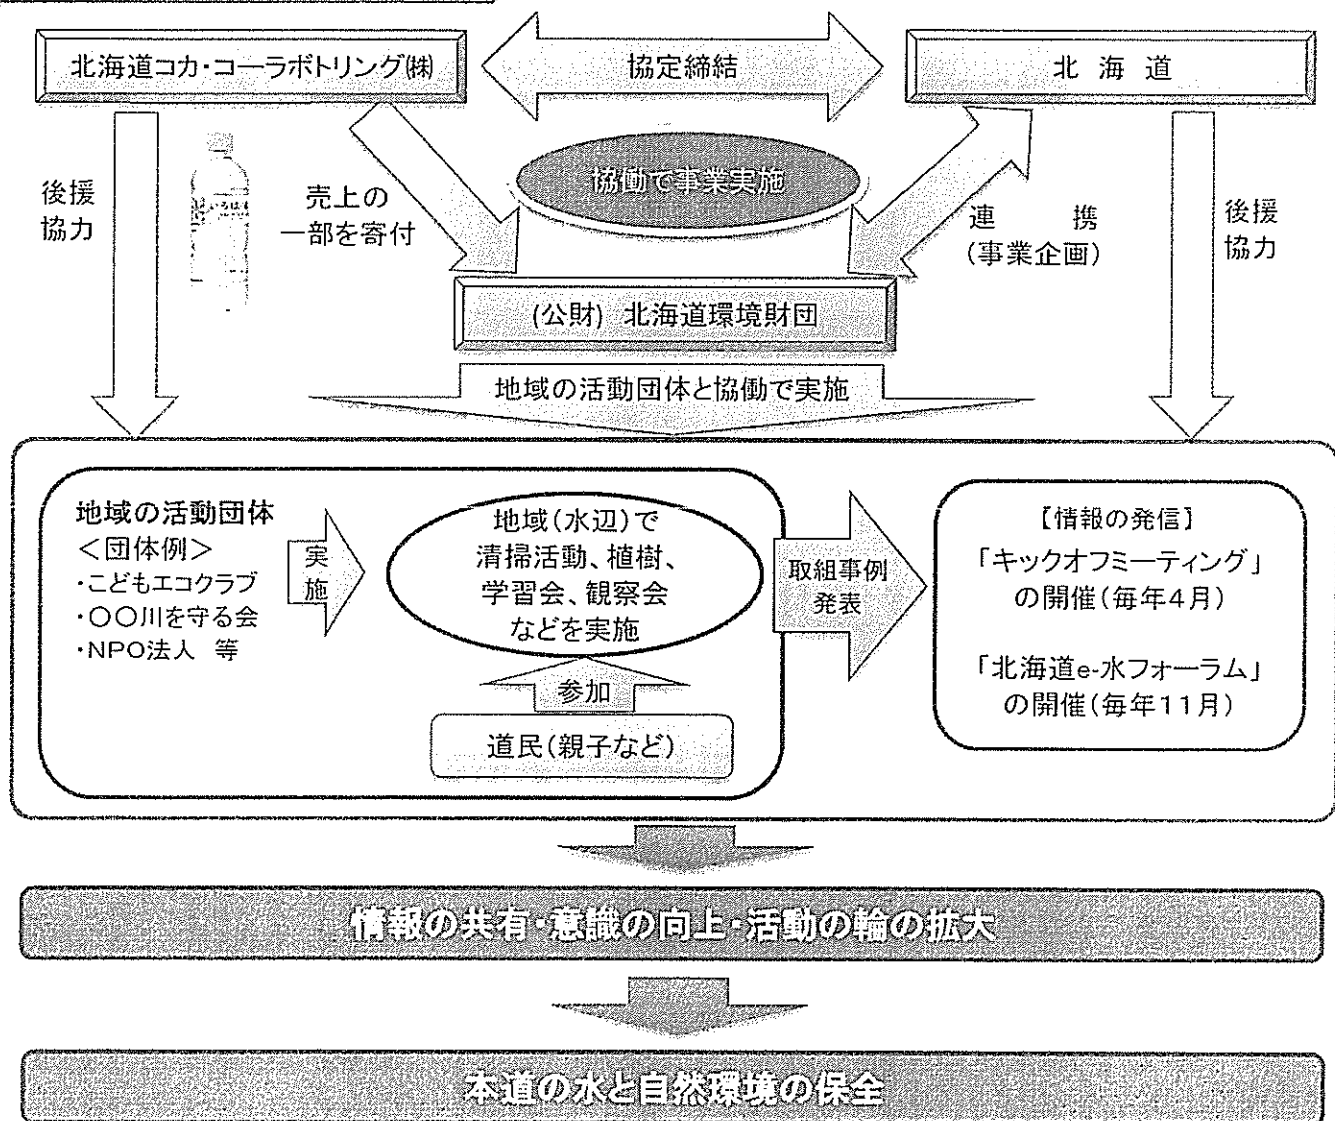 北海道コカ・コーラボトリング㈱
協定締結
北 海 道
協働で事業実施
後援
協力
売上の
一部を寄付
連 携
(事業企画)
後援
協力
(公財) 北海道環境財団
地域の活動団体と協働で実施
地域の活動団体
＜団体例＞
・こどもエコクラブ
・〇〇川を守る会
・NPO法人 等
実
施
地域(水辺)で
清掃活動、植樹、
学習会、観察会
などを実施
参加
道民(親子など)
取組事例
発表
【情報の発信】
「キックオフミーティング」
の開催(毎年4月)
「北海道e-水フォーラム」
の開催(毎年11月)
情報の共有・意識の向上・活動の輪の拡大
本道の水と自然環境の保全